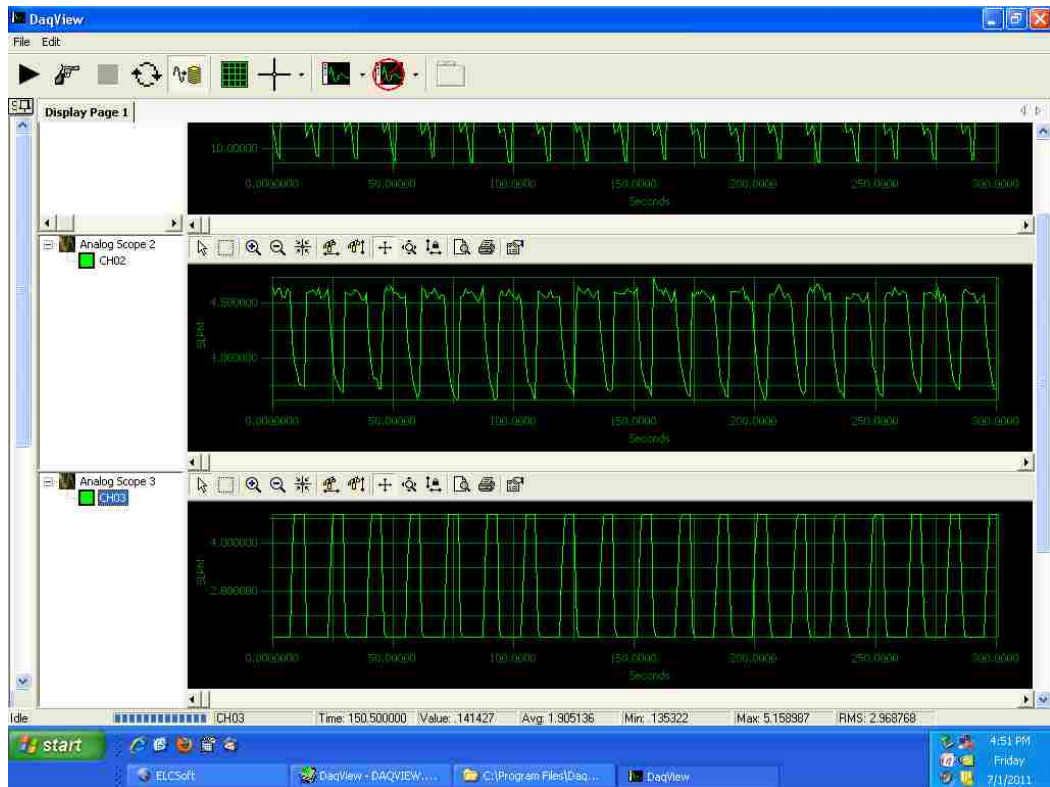 DaqView
File Edit
Display Page 1
10.00000
0.0000000 50.00000 100.0000 150.0000 200.0000 250.0000 300.0000
Seconds
Analog Scope 2
CH02
4.500000
4.000000
0.0000000 50.00000 100.0000 150.0000 200.0000 250.0000 300.0000
Seconds
Analog Scope 3
CH03
4.000000
2.000000
0.0000000 50.00000 100.0000 150.0000 200.0000 250.0000 300.0000
Seconds
Idle CH03 Time: 150.500000 Value: .141427 Avg: 1.905136 Min: .135322 Max: 5.158987 RMS: 2.968768
start 4:51 PM
Friday
ELCSoft DaqView - DAQVIEW.... C:\Program Files\Daq... DaqView 7/1/2011